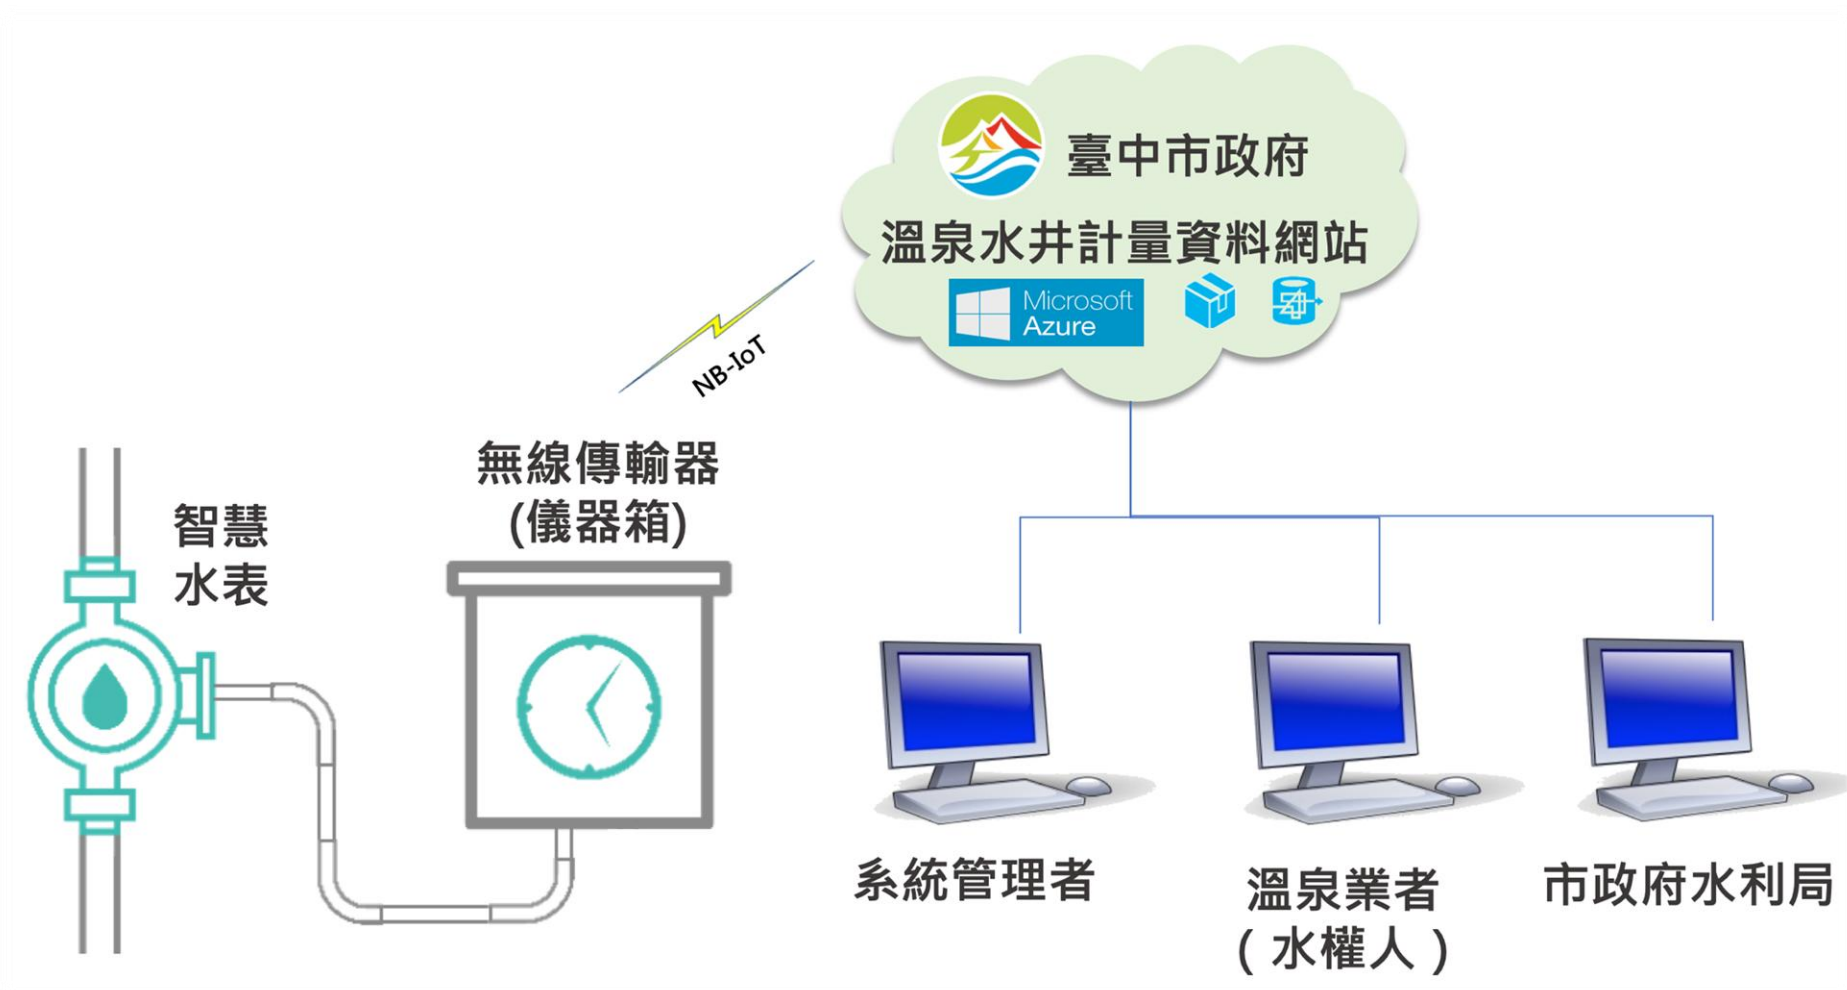 臺中市政府
溫泉水井計量資料網站
Microsoft
Azure
NB-IoT
無線傳輸器
(儀器箱)
智慧
水表
系統管理者
溫泉業者
(水權人)
市政府水利局